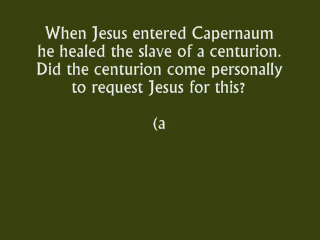 When Jesus entered Capernaum
he healed the slave of a centurion.
Did the centurion come personally
to request Jesus for this?
(a